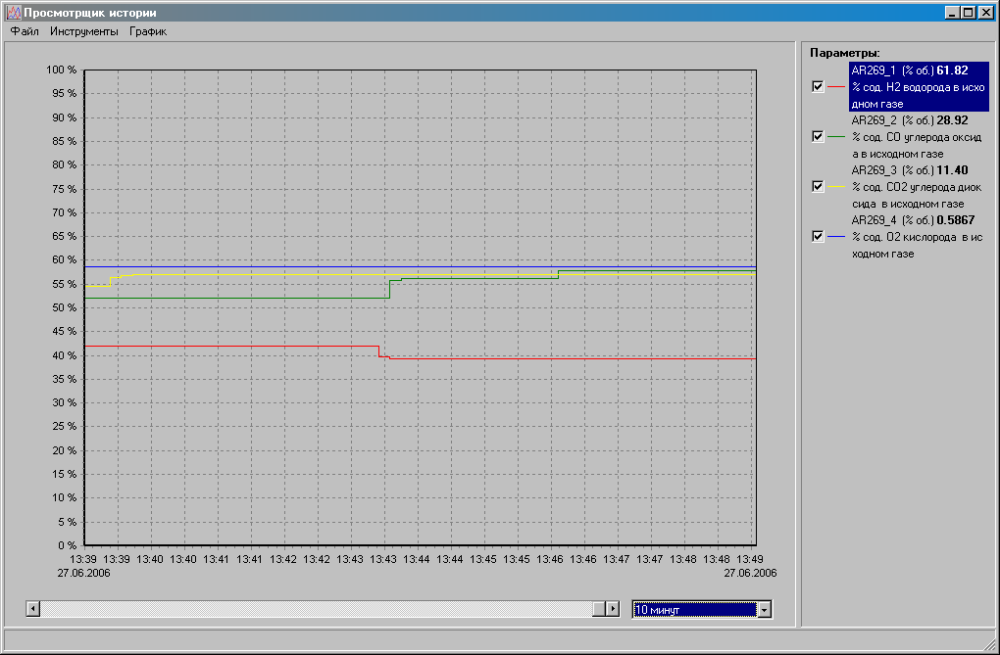 Просмотрщик истории
Файл Инструменты График
Параметры:
AR269_1 (% об.) 61.82
% сод. H2 водорода в исхо
дном газе
AR269_2 (% об.) 28.92
% сод. CO углерода оксид
а в исходном газе
AR269_3 (% об.) 11.40
% сод. CO2 углерода диок
сида в исходном газе
AR269_4 (% об.) 0.5867
% сод. O2 кислорода в ис
ходном газе
100 %
95 %
90 %
85 %
80 %
75 %
70 %
65 %
60 %
55 %
50 %
45 %
40 %
35 %
30 %
25 %
20 %
15 %
10 %
5 %
0 %
13:39 13:39 13:40 13:40 13:41 13:41 13:42 13:42 13:43 13:43 13:44 13:44 13:45 13:45 13:46 13:46 13:47 13:47 13:48 13:48 13:49
27.06.2006 27.06.2006
10 минут